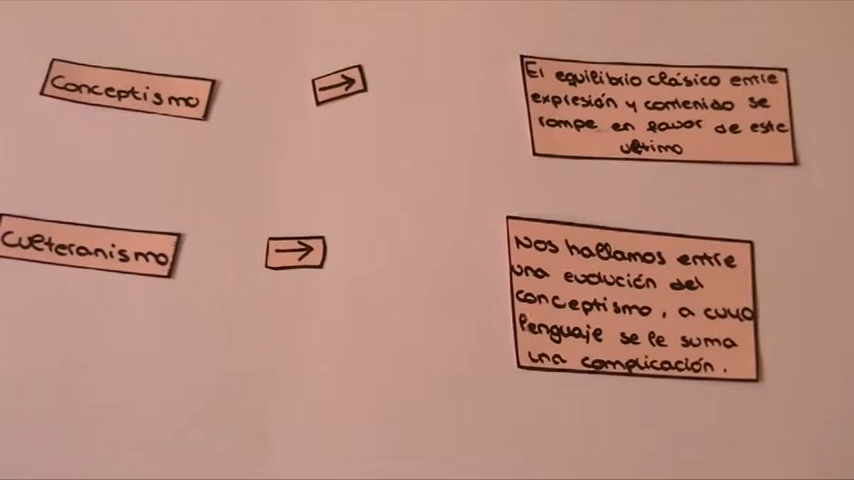 Conceptismo
→
El equilibrio clásico entre
expresión y contenido se
rompe en favor de este
último
Culteranismo
→
Nos hallamos entre
una evolución del
conceptismo, a cuyo
lenguaje se le suma
una complicación.